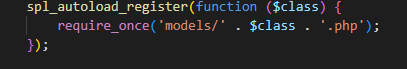 spl_autoload_register(function ($class) {
    require_once('models/' . $class . '.php');
});